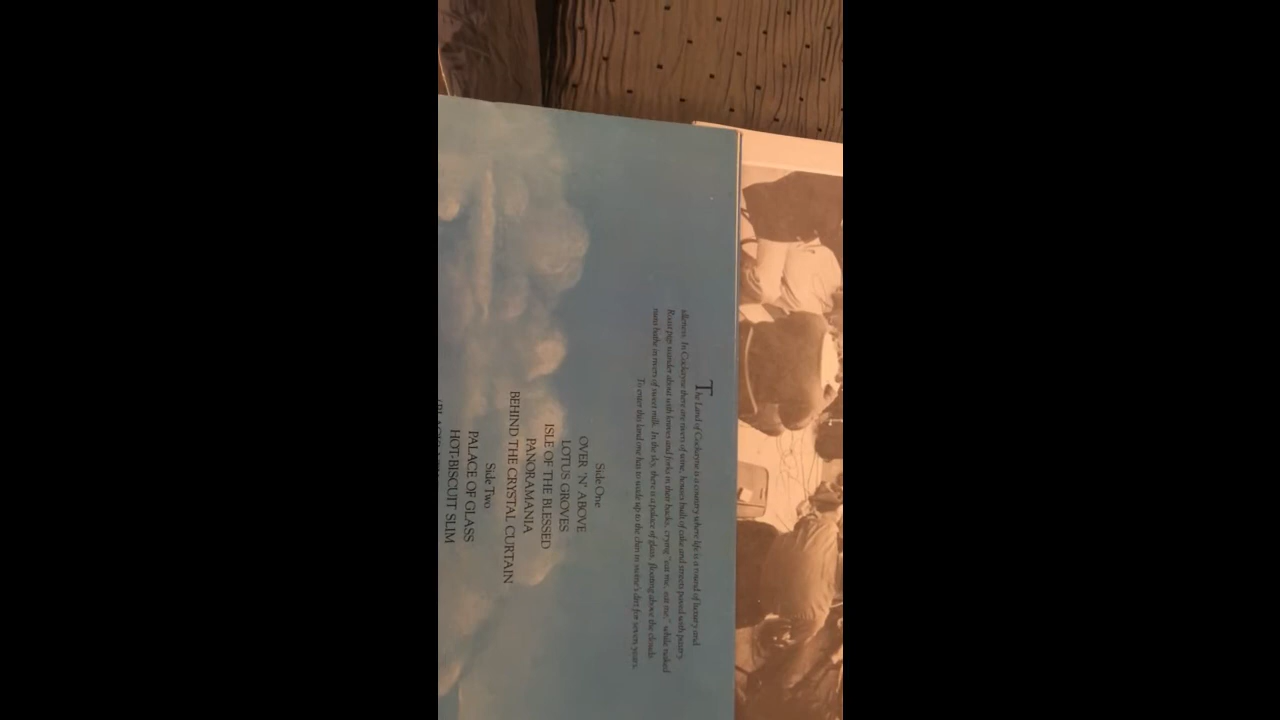 The Land of Cockayne is a country where life is a round of luxury and
idleness. In Cockayne there are rivers of wine, houses built of cake and streets paved with pastry.
Roast pigs wander about with knives and forks in their backs, crying "eat me, eat me," while naked
nuns bathe in rivers of sweet milk. In the sky, there is a palace of glass, floating above the clouds.
To enter this land one has to wade up to the chin in swine's dirt for seven years.
Side One
OVER 'N' ABOVE
LOTUS GROVES
ISLE OF THE BLESSED
PANORAMANIA
BEHIND THE CRYSTAL CURTAIN
Side Two
PALACE OF GLASS
HOT-BISCUIT SLIM